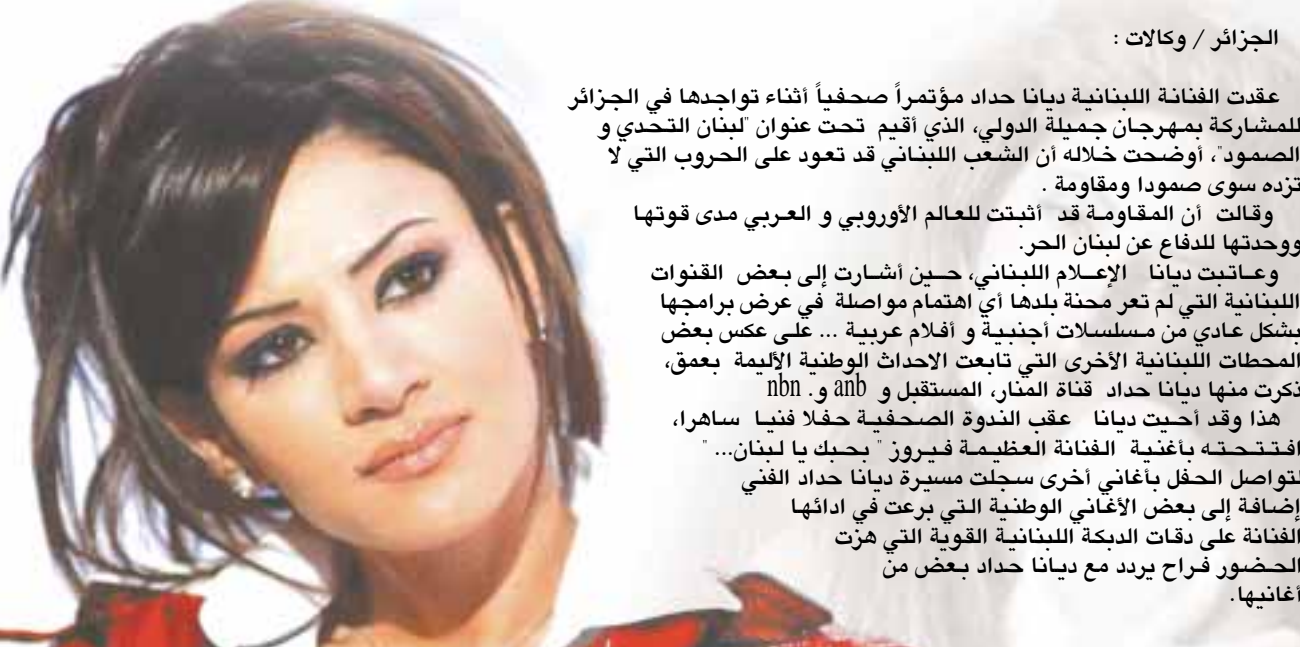 الجزائر / وكالات :
عقدت الفنانة اللبنانية ديانا حداد مؤتمراً صحفياً أثناء تواجدها في الجزائر
للمشاركة بمهرجان جميلة الدولي، الذي أقيم تحت عنوان "لبنان التحدي و
الصمود"، أوضحت خلاله أن الشعب اللبناني قد تعود على الحروب التي لا
تزده سوى صمودا ومقاومة .
وقالت أن المقاومة قد أثبتت للعالم الأوروبي و العربي مدى قوتها
ووحدتها للدفاع عن لبنان الحر.
وعاتبت ديانا الإعلام اللبناني، حين أشارت إلى بعض القنوات
اللبنانية التي لم تعر محنة بلدها أي اهتمام مواصلة في عرض برامجها
بشكل عادي من مسلسلات أجنبية و أفلام عربية ... على عكس بعض
المحطات اللبنانية الأخرى التي تابعت الاحداث الوطنية الأليمة بعمق،
ذكرت منها ديانا حداد قناة المنار، المستقبل و anb و. nbn
هذا وقد أحيت ديانا عقب الندوة الصحفية حفلا فنيا ساهرا،
افتتحته بأغنية الفنانة العظيمة فيروز " بحبك يا لبنان... "
لتواصل الحفل بأغاني أخرى سجلت مسيرة ديانا حداد الفني
إضافة إلى بعض الأغاني الوطنية التي برعت في ادائها
الفنانة على دقات الدبكة اللبنانية القوية التي هزت
الحضور فراح يردد مع ديانا حداد بعض من
أغانيها.